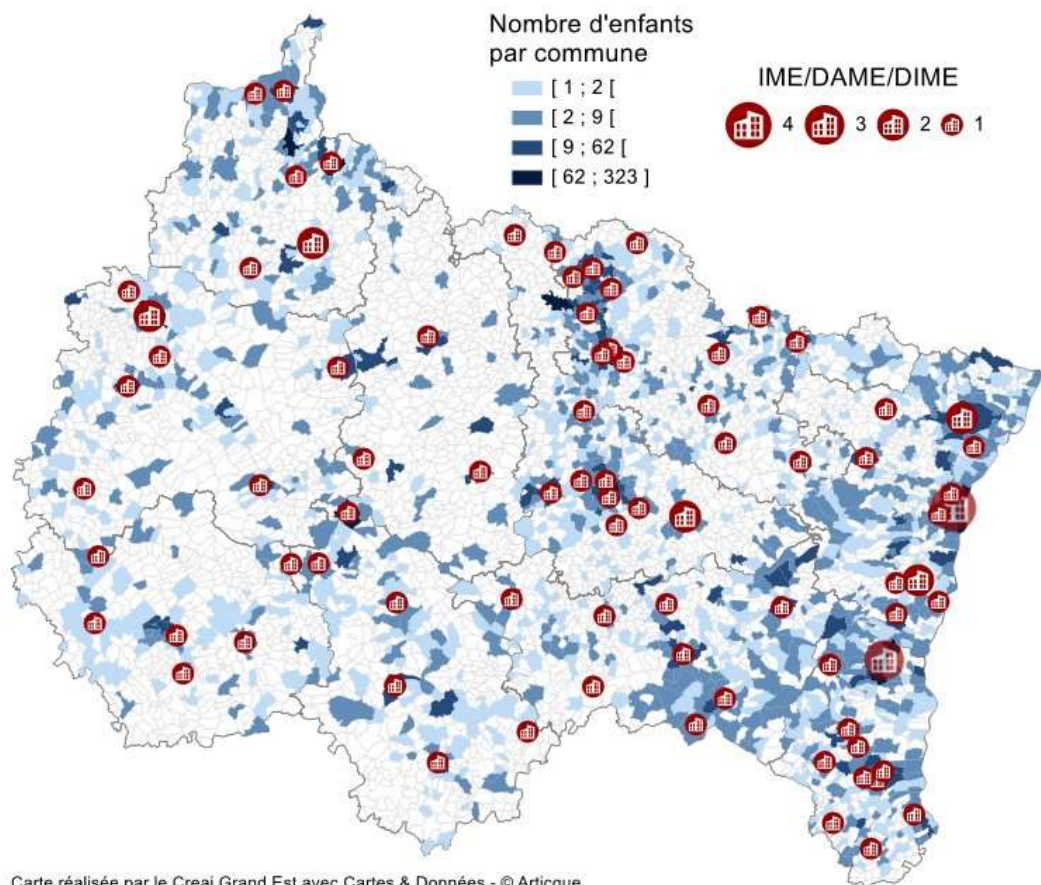 Nombre d'enfants
par commune
[ 1 ; 2 [
[ 2 ; 9 [
[ 9 ; 62 [
[ 62 ; 323 ]
IME/DAME/DIME
4 3 2 1
Carte réalisée par le Creai Grand Est avec Cartes & Données - © Articque